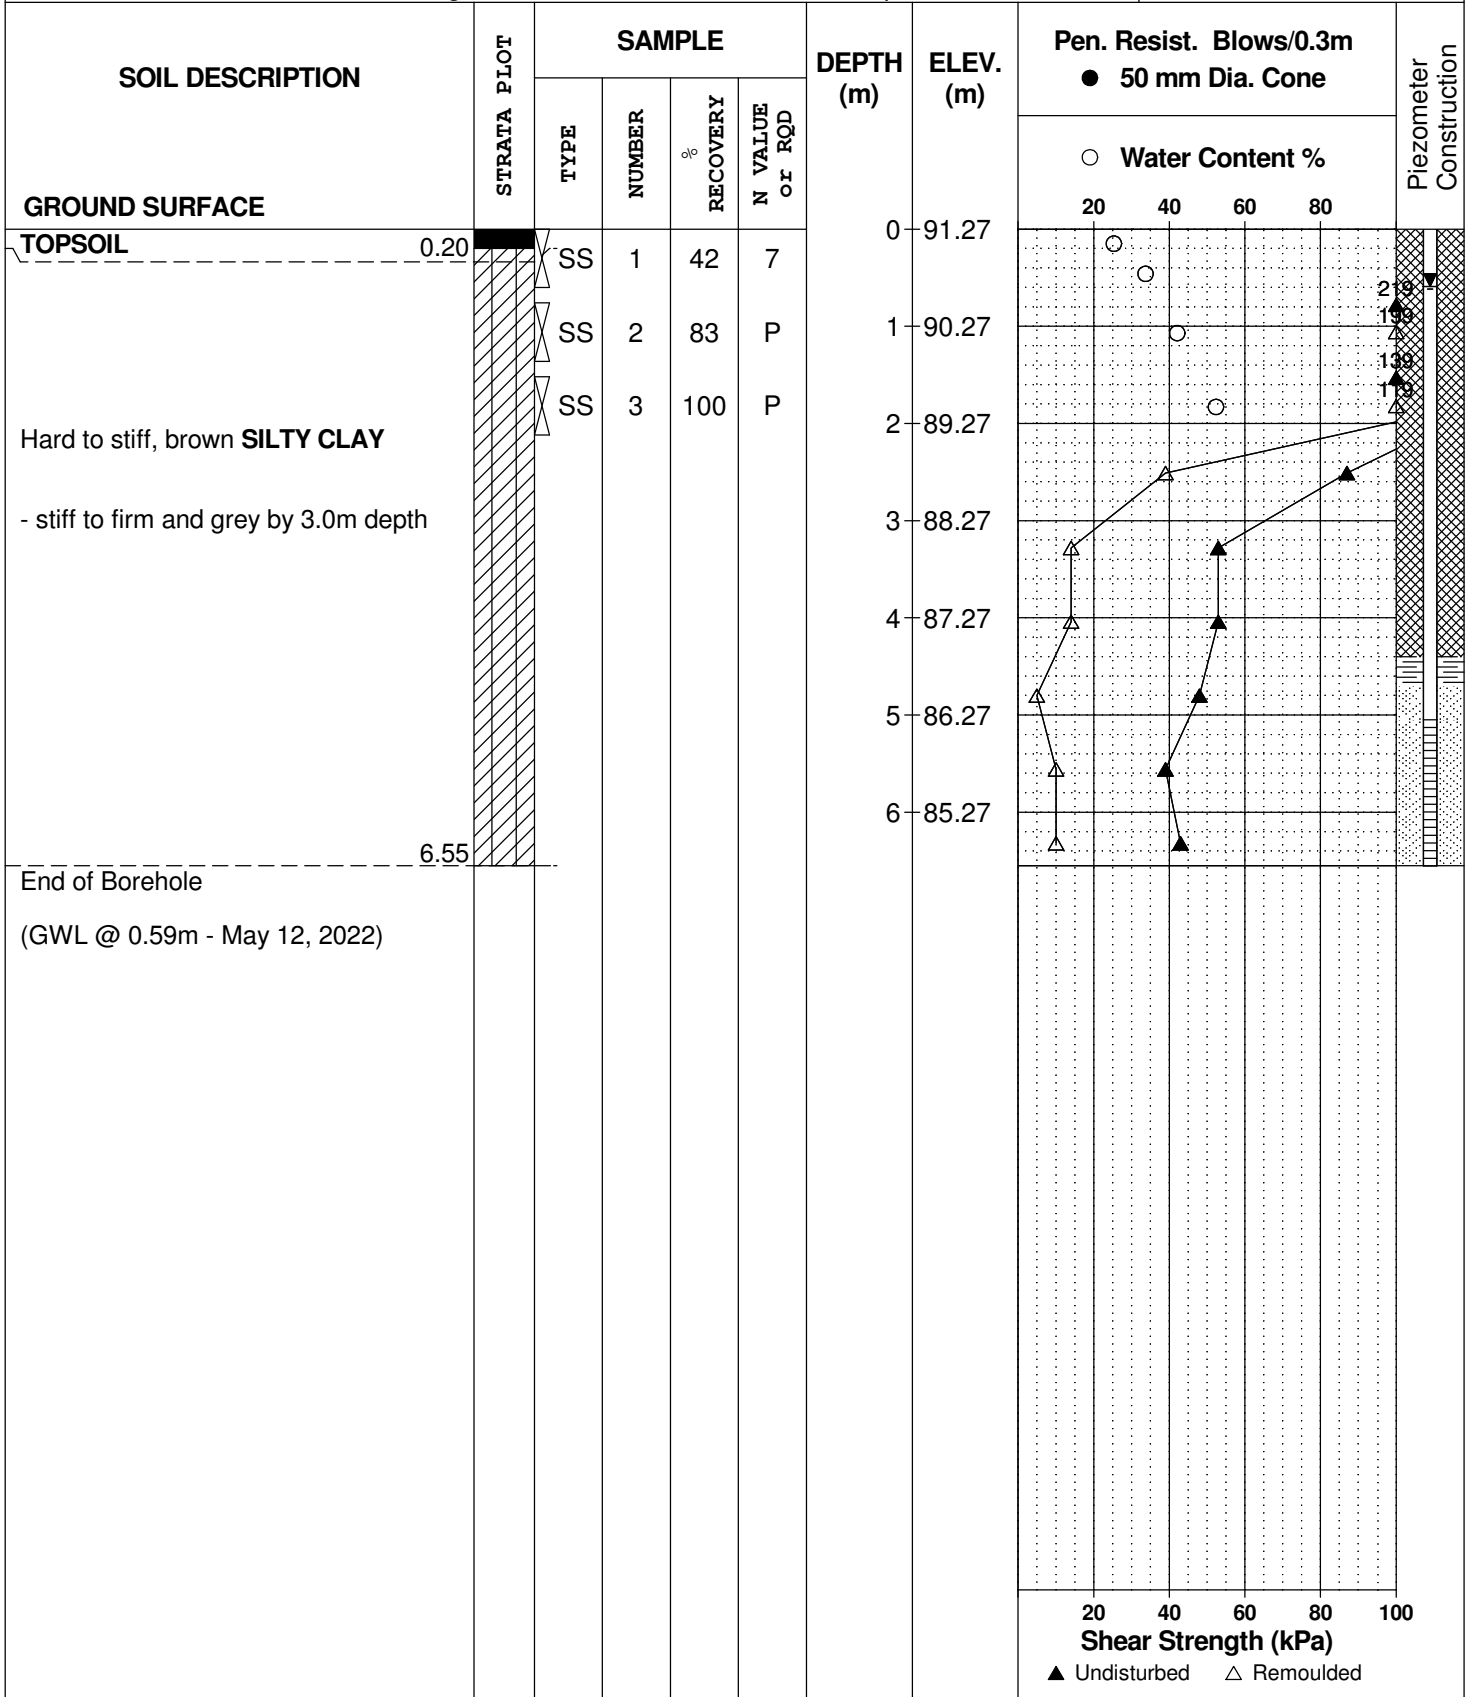 SOIL DESCRIPTION
GROUND SURFACE
STRATA PLOT
SAMPLE
TYPE
NUMBER
% RECOVERY
N VALUE or RQD
DEPTH (m)
ELEV. (m)
Pen. Resist. Blows/0.3m
● 50 mm Dia. Cone
○ Water Content %
20 40 60 80
Piezometer Construction
TOPSOIL 0.20
SS 1 42 7
SS 2 83 P
SS 3 100 P
Hard to stiff, brown SILTY CLAY
- stiff to firm and grey by 3.0m depth
6.55
End of Borehole
(GWL @ 0.59m - May 12, 2022)
0 91.27
1 90.27
2 89.27
3 88.27
4 87.27
5 86.27
6 85.27
219
199
139
119
20 40 60 80 100
Shear Strength (kPa)
▲ Undisturbed △ Remoulded